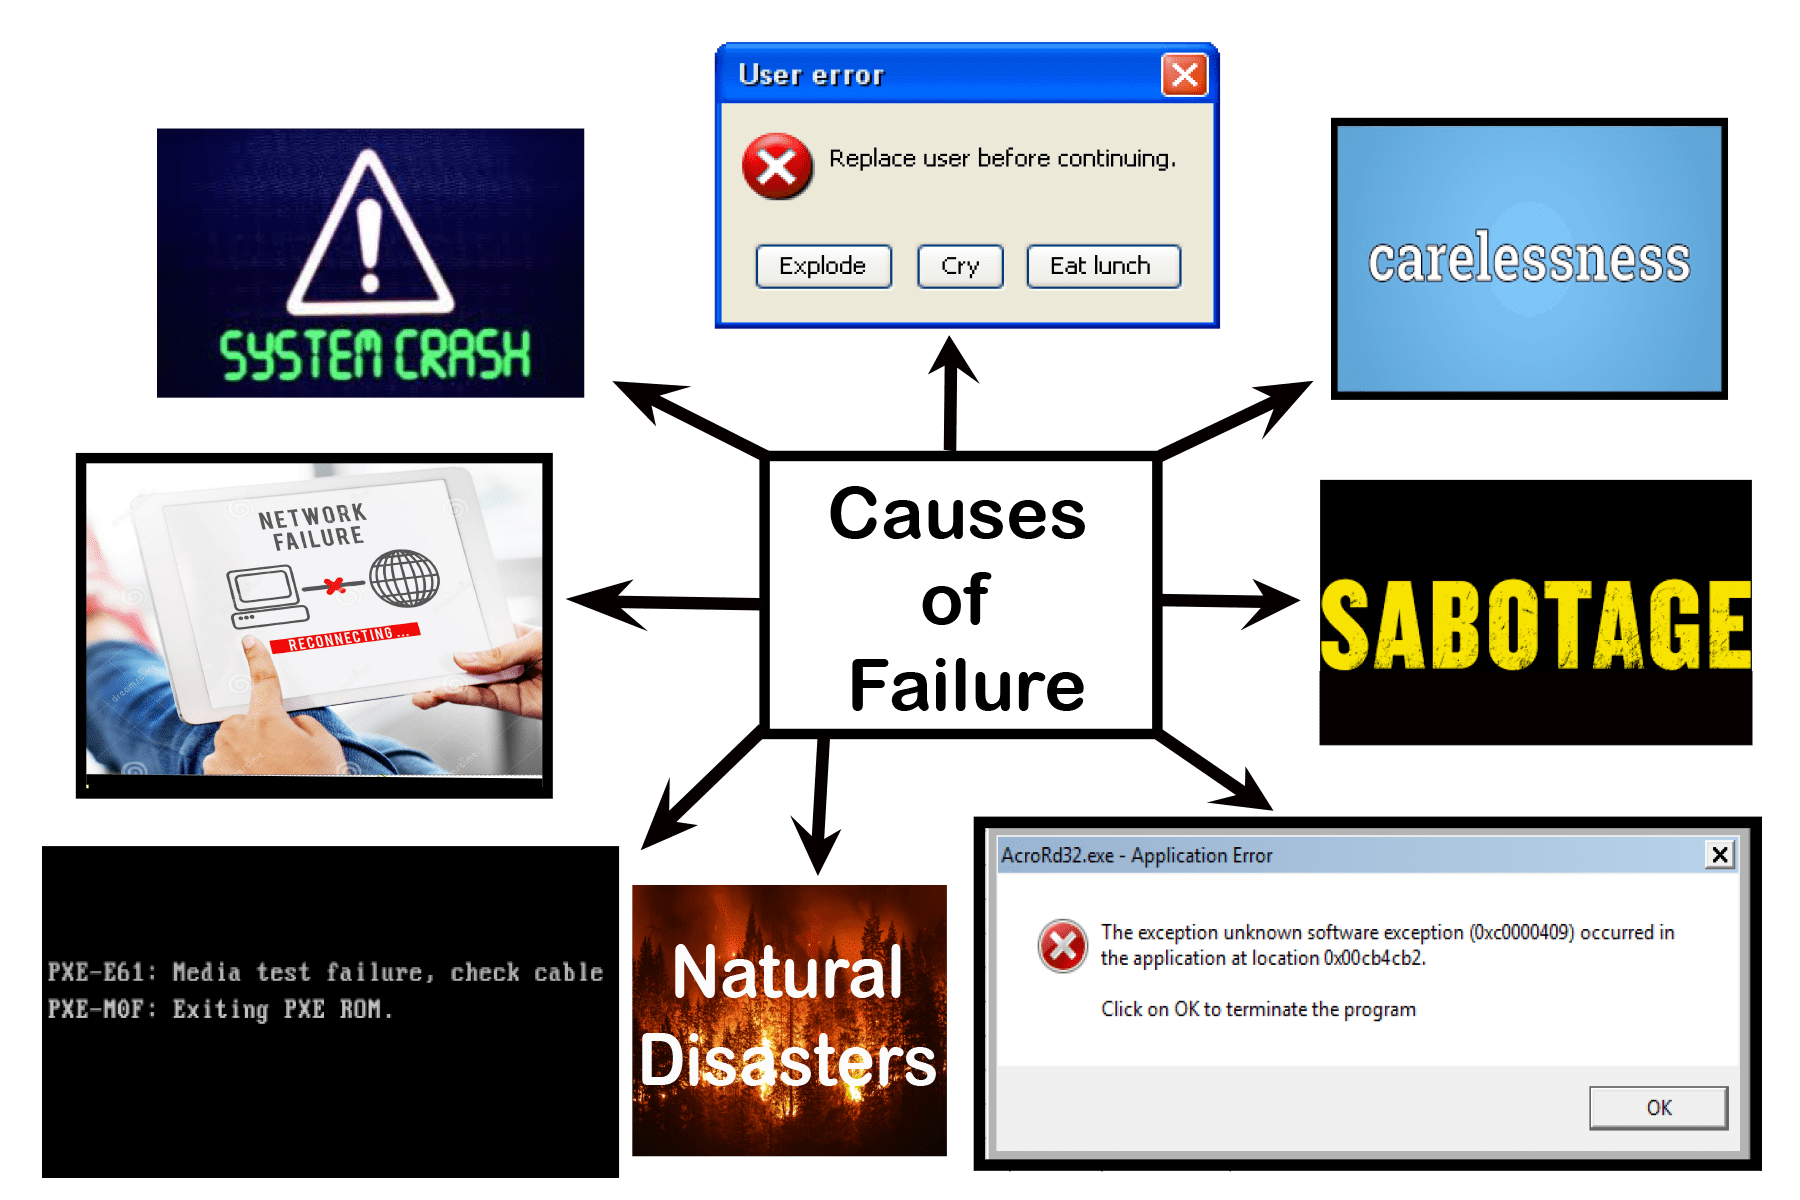 User error
Replace user before continuing.
Explode
Cry
Eat lunch
SYSTEM CRASH
carelessness
NETWORK
FAILURE
RECONNECTING ...
Causes
of
Failure
SABOTAGE
PXE-E61: Media test failure, check cable
PXE-M0F: Exiting PXE ROM.
Natural
Disasters
AcroRd32.exe - Application Error
The exception unknown software exception (0xc0000409) occurred in
the application at location 0x00cb4cb2.
Click on OK to terminate the program
OK